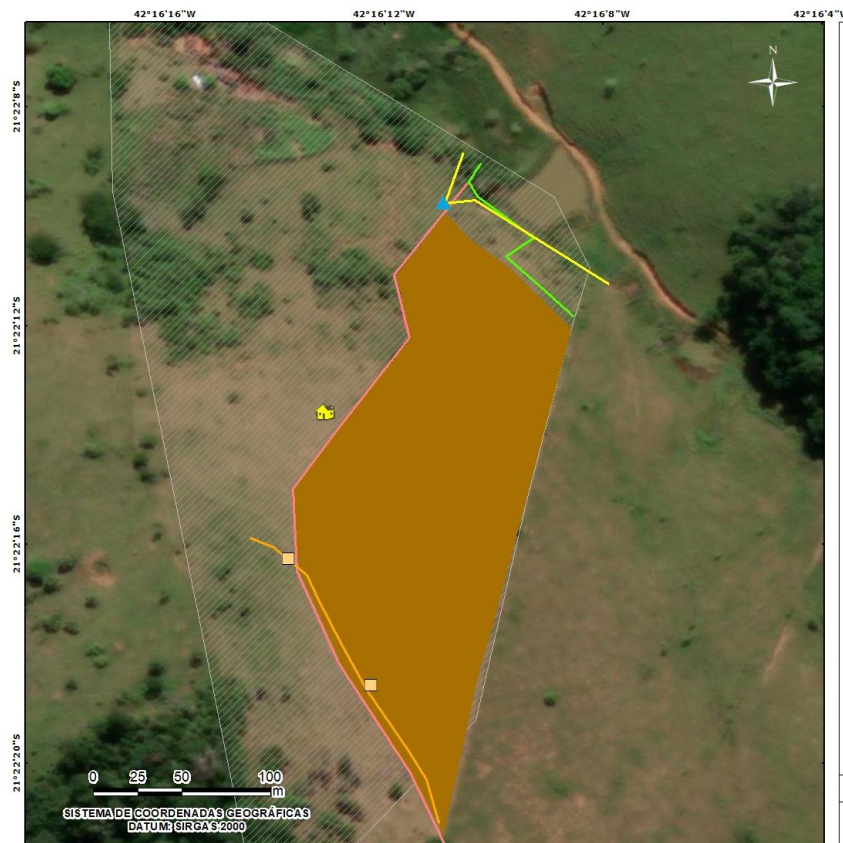 42°16'16"W 42°16'12"W 42°16'8"W 42°16'4"W
N
21°22'8"S
21°22'12"S
21°22'16"S
21°22'20"S
0 25 50 100
m
SISTEMA DE COORDENADAS GEOGRÁFICAS
DATUM: SIRGAS 2000